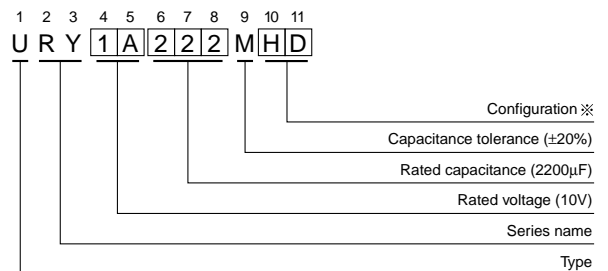 1 2 3 4 5 6 7 8 9 10 11
U R Y 1 A 2 2 2 M H D
Configuration ※
Capacitance tolerance (±20%)
Rated capacitance (2200µF)
Rated voltage (10V)
Series name
Type